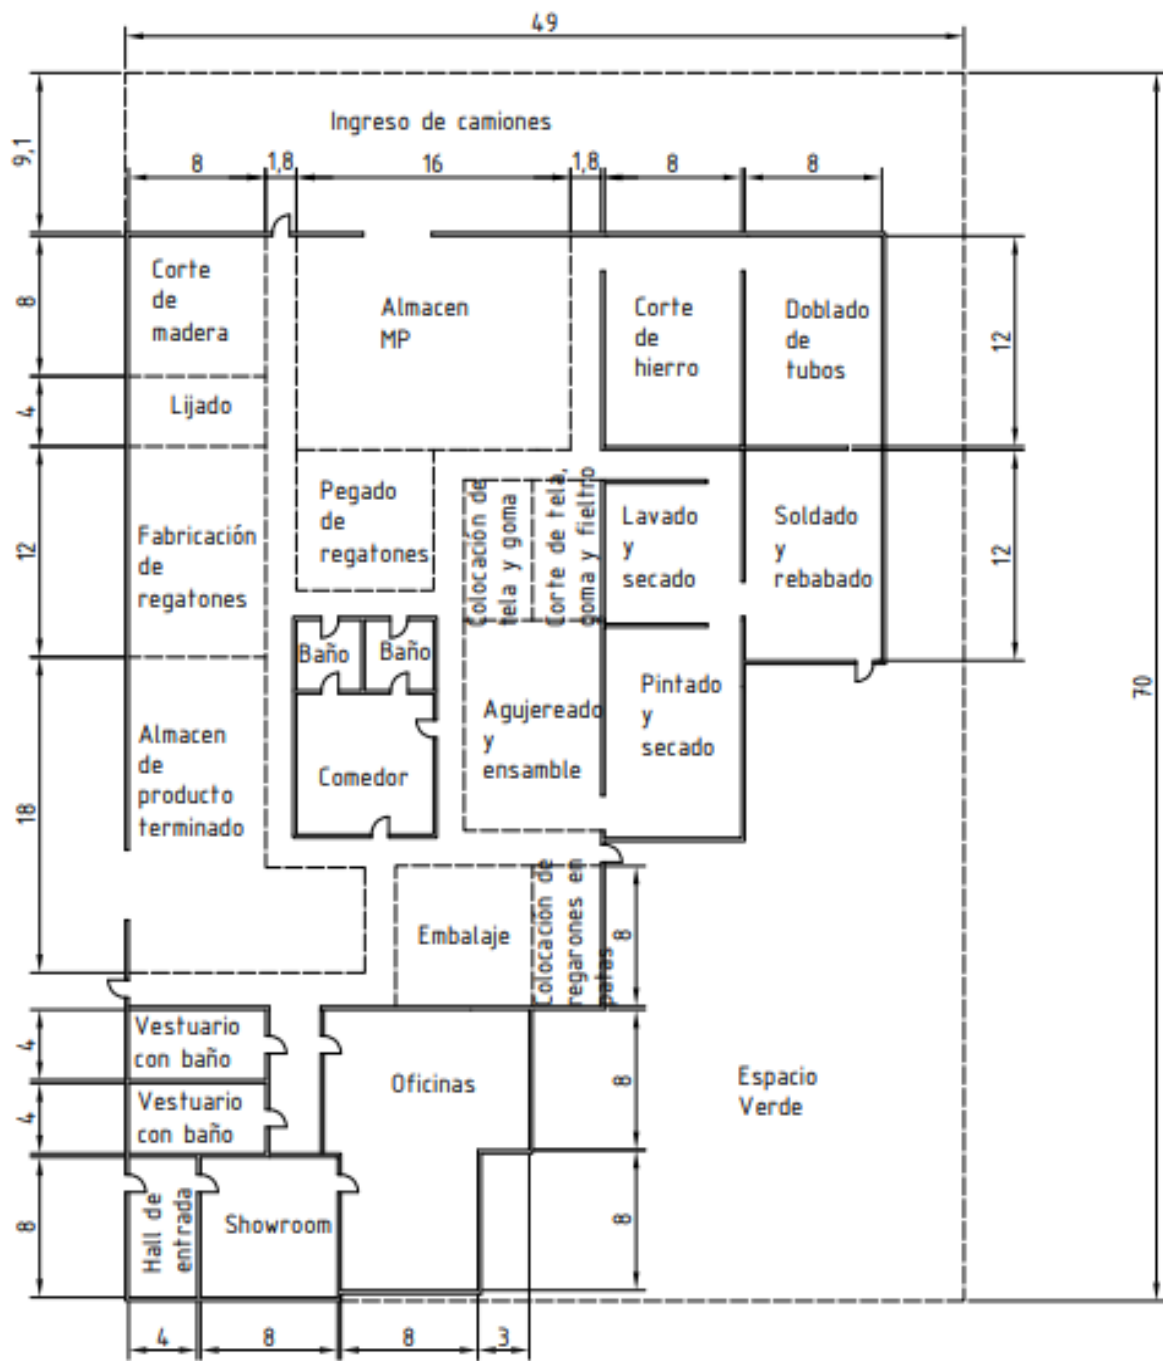 49
Ingreso de camiones
9,1
8
1,8
16
1,8
8
8
Corte
de
madera
8
Almacen
MP
Corte
de
hierro
Doblado
de
tubos
12
Lijado
4
Pegado
de
regatones
Colocación de
tela y goma
Corte de tela,
goma y fieltro
Lavado
y
secado
Soldado
y
rebabado
12
Fabricación
de
regatones
12
Baño
Baño
Pintado
y
secado
70
Agujereado
y
ensamble
Almacen
de
producto
terminado
18
Comedor
Embalaje
Colocación de
regarones en
patas
8
Vestuario
con baño
4
Oficinas
8
Espacio
Verde
Vestuario
con baño
4
Hall de
entrada
Showroom
8
8
4
8
8
3